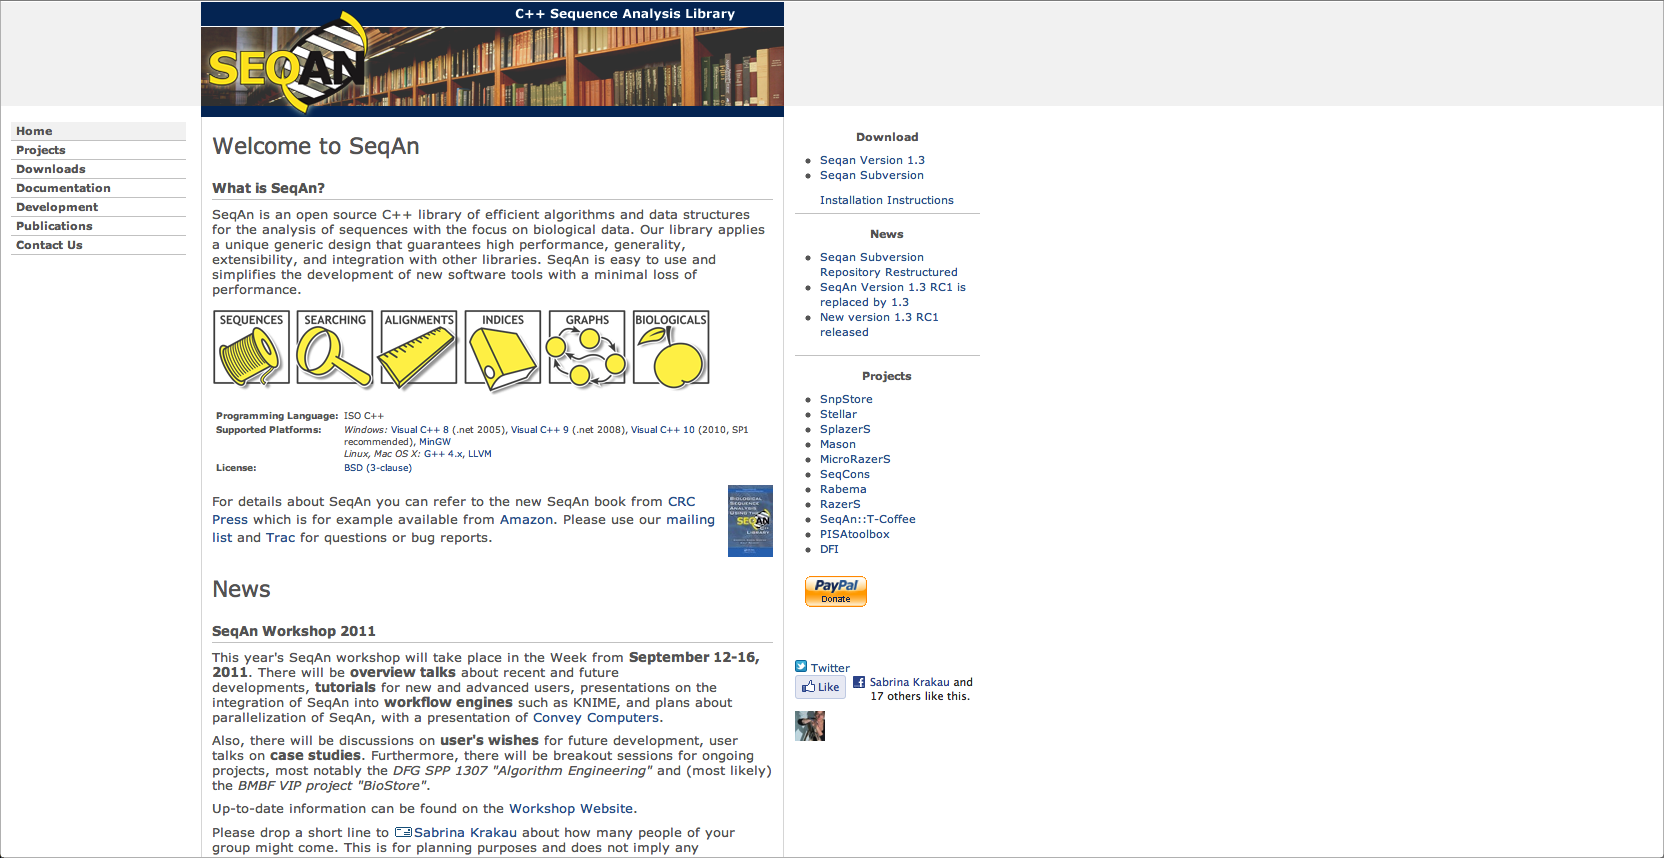 C++ Sequence Analysis Library
SEQAN
Home
Projects
Downloads
Documentation
Development
Publications
Contact Us
Welcome to SeqAn
What is SeqAn?
SeqAn is an open source C++ library of efficient algorithms and data structures
for the analysis of sequences with the focus on biological data. Our library applies
a unique generic design that guarantees high performance, generality,
extensibility, and integration with other libraries. SeqAn is easy to use and
simplifies the development of new software tools with a minimal loss of
performance.
SEQUENCES SEARCHING ALIGNMENTS INDICES GRAPHS BIOLOGICALS
Programming Language: ISO C++
Supported Platforms: Windows: Visual C++ 8 (.net 2005), Visual C++ 9 (.net 2008), Visual C++ 10 (2010, SP1
recommended), MinGW
Linux, Mac OS X: G++ 4.x, LLVM
License: BSD (3-clause)
For details about SeqAn you can refer to the new SeqAn book from CRC
Press which is for example available from Amazon. Please use our mailing
list and Trac for questions or bug reports.
BIOLOGICAL
SEQUENCE
ANALYSIS
USING THE
SEQAN
C++
LIBRARY
News
SeqAn Workshop 2011
This year's SeqAn workshop will take place in the Week from September 12-16,
2011. There will be overview talks about recent and future
developments, tutorials for new and advanced users, presentations on the
integration of SeqAn into workflow engines such as KNIME, and plans about
parallelization of SeqAn, with a presentation of Convey Computers.
Also, there will be discussions on user's wishes for future development, user
talks on case studies. Furthermore, there will be breakout sessions for ongoing
projects, most notably the DFG SPP 1307 "Algorithm Engineering" and (most likely)
the BMBF VIP project "BioStore".
Up-to-date information can be found on the Workshop Website.
Please drop a short line to Sabrina Krakau about how many people of your
group might come. This is for planning purposes and does not imply any
Download
Seqan Version 1.3
Seqan Subversion
Installation Instructions
News
Seqan Subversion
Repository Restructured
SeqAn Version 1.3 RC1 is
replaced by 1.3
New version 1.3 RC1
released
Projects
SnpStore
Stellar
SplazerS
Mason
MicroRazerS
SeqCons
Rabema
RazerS
SeqAn::T-Coffee
PISAtoolbox
DFI
PayPal
Donate
Twitter
Like
Sabrina Krakau and
17 others like this.